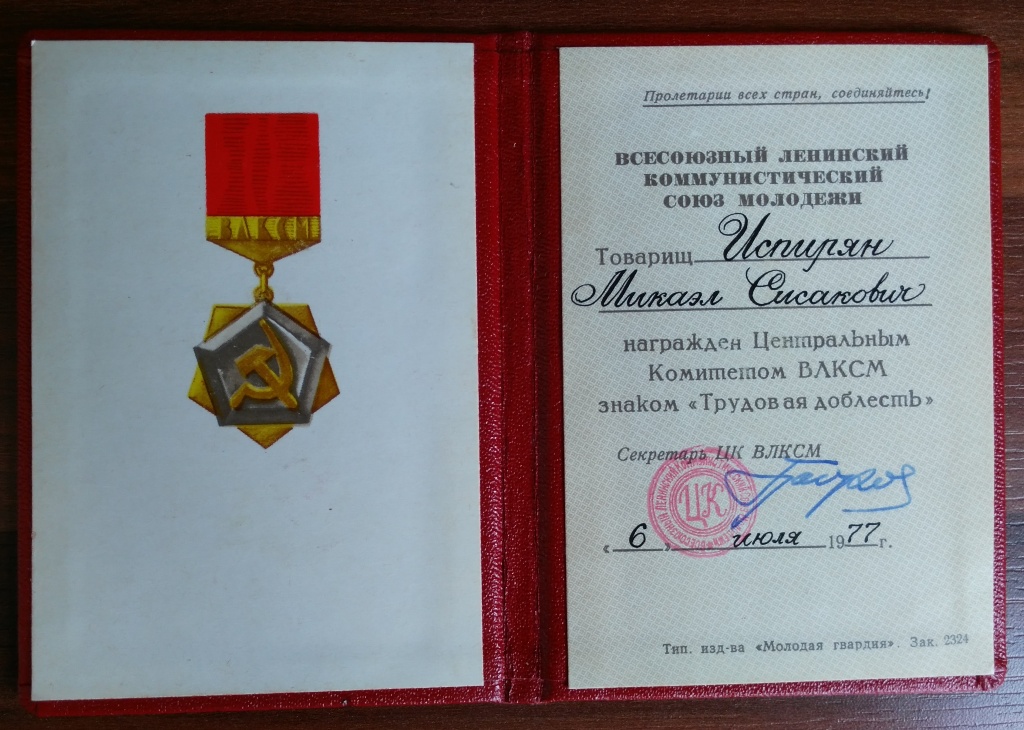 ВЛКСМ
Пролетарии всех стран, соединяйтесь!
ВСЕСОЮЗНЫЙ ЛЕНИНСКИЙ
КОММУНИСТИЧЕСКИЙ
СОЮЗ МОЛОДЕЖИ
Товарищ Испирян
Микаэл Сисакович
награжден Центральным
Комитетом ВЛКСМ
знаком «Трудовая доблесть»
Секретарь ЦК ВЛКСМ
ЦК
«6» июля 1977 г.
Тип. изд-ва «Молодая гвардия». Зак. 2324